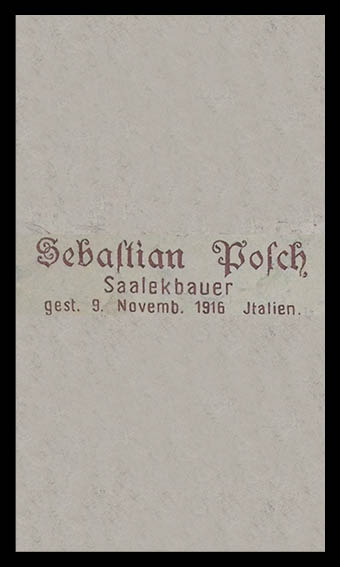 Sebaſtian Poſch
Saalekbauer
gest. 9. Novemb. 1916 Jtalien.